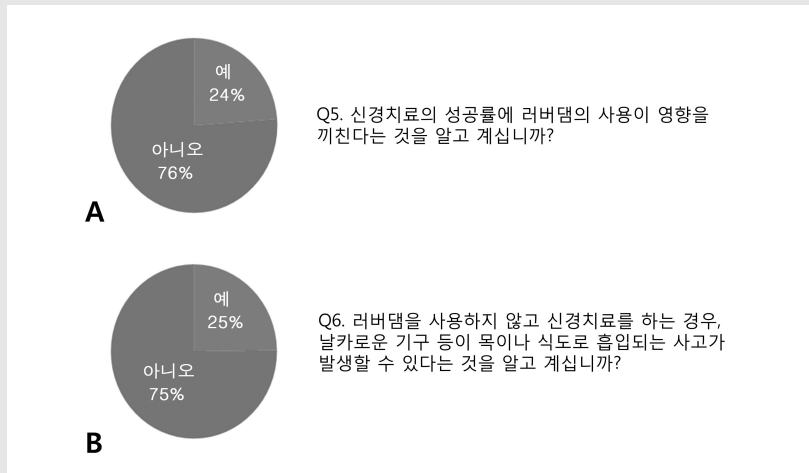 예
24%
아니오
76%
A
Q5. 신경치료의 성공률에 러버댐의 사용이 영향을
끼친다는 것을 알고 계십니까?
예
25%
아니오
75%
B
Q6. 러버댐을 사용하지 않고 신경치료를 하는 경우,
날카로운 기구 등이 목이나 식도로 흡입되는 사고가
발생할 수 있다는 것을 알고 계십니까?